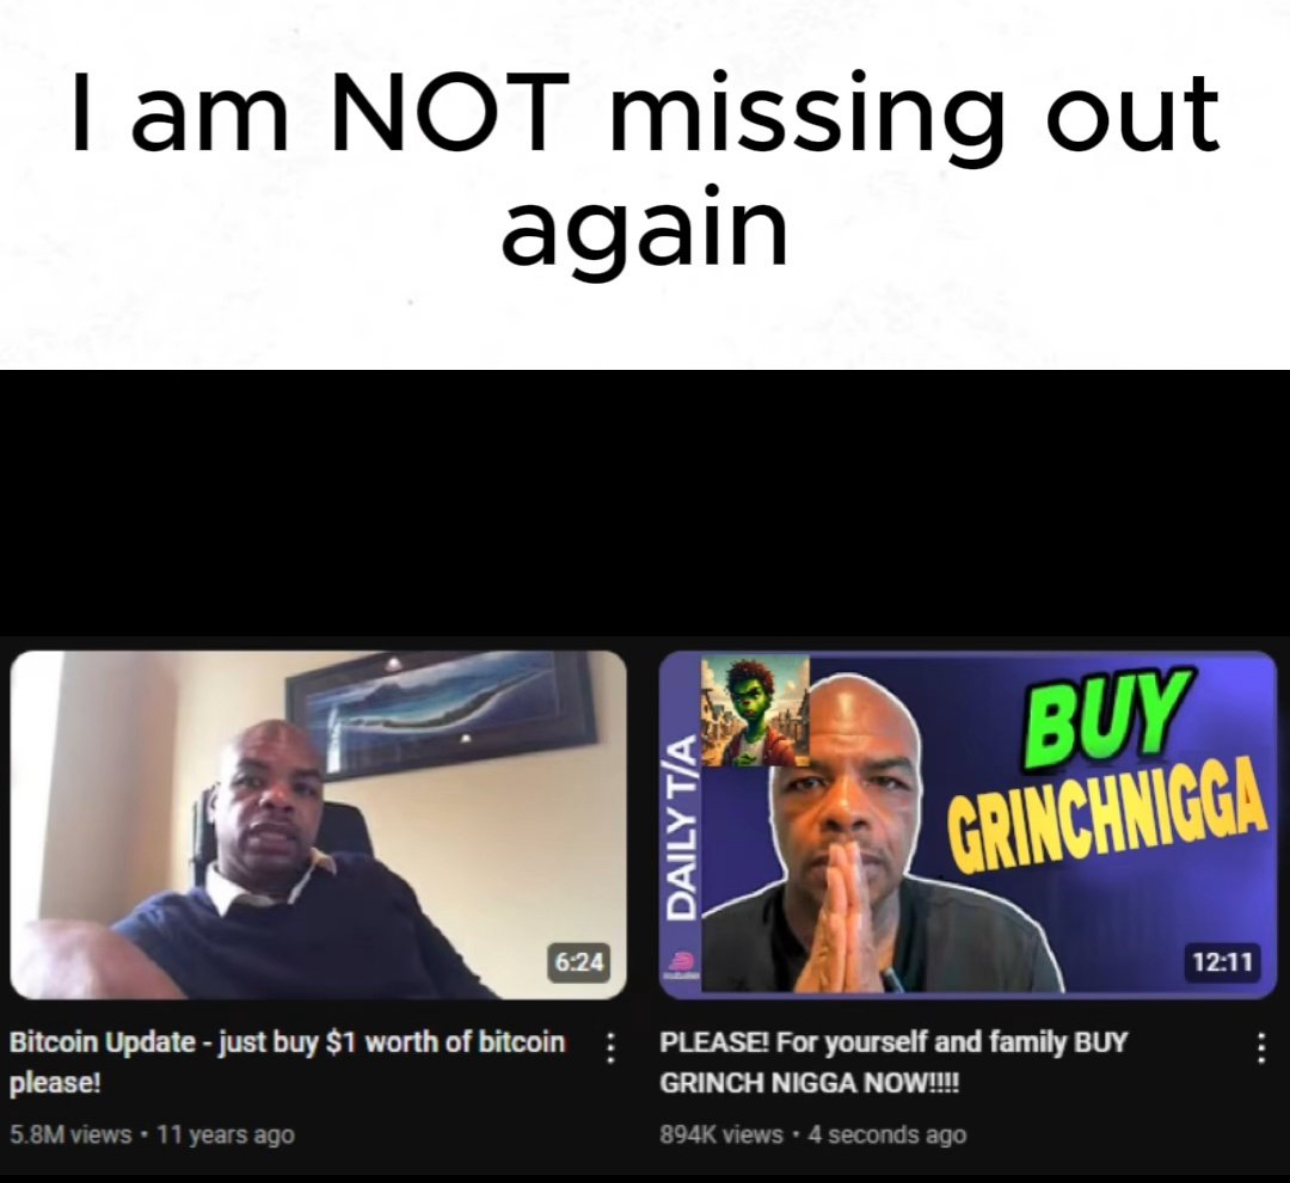 I am NOT missing out
again
DAILY T/A
BUY
GRINCHNIGGA
6:24
12:11
Bitcoin Update - just buy $1 worth of bitcoin
please!
5.8M views • 11 years ago
PLEASE! For yourself and family BUY
GRINCH NIGGA NOW!!!!
894K views • 4 seconds ago